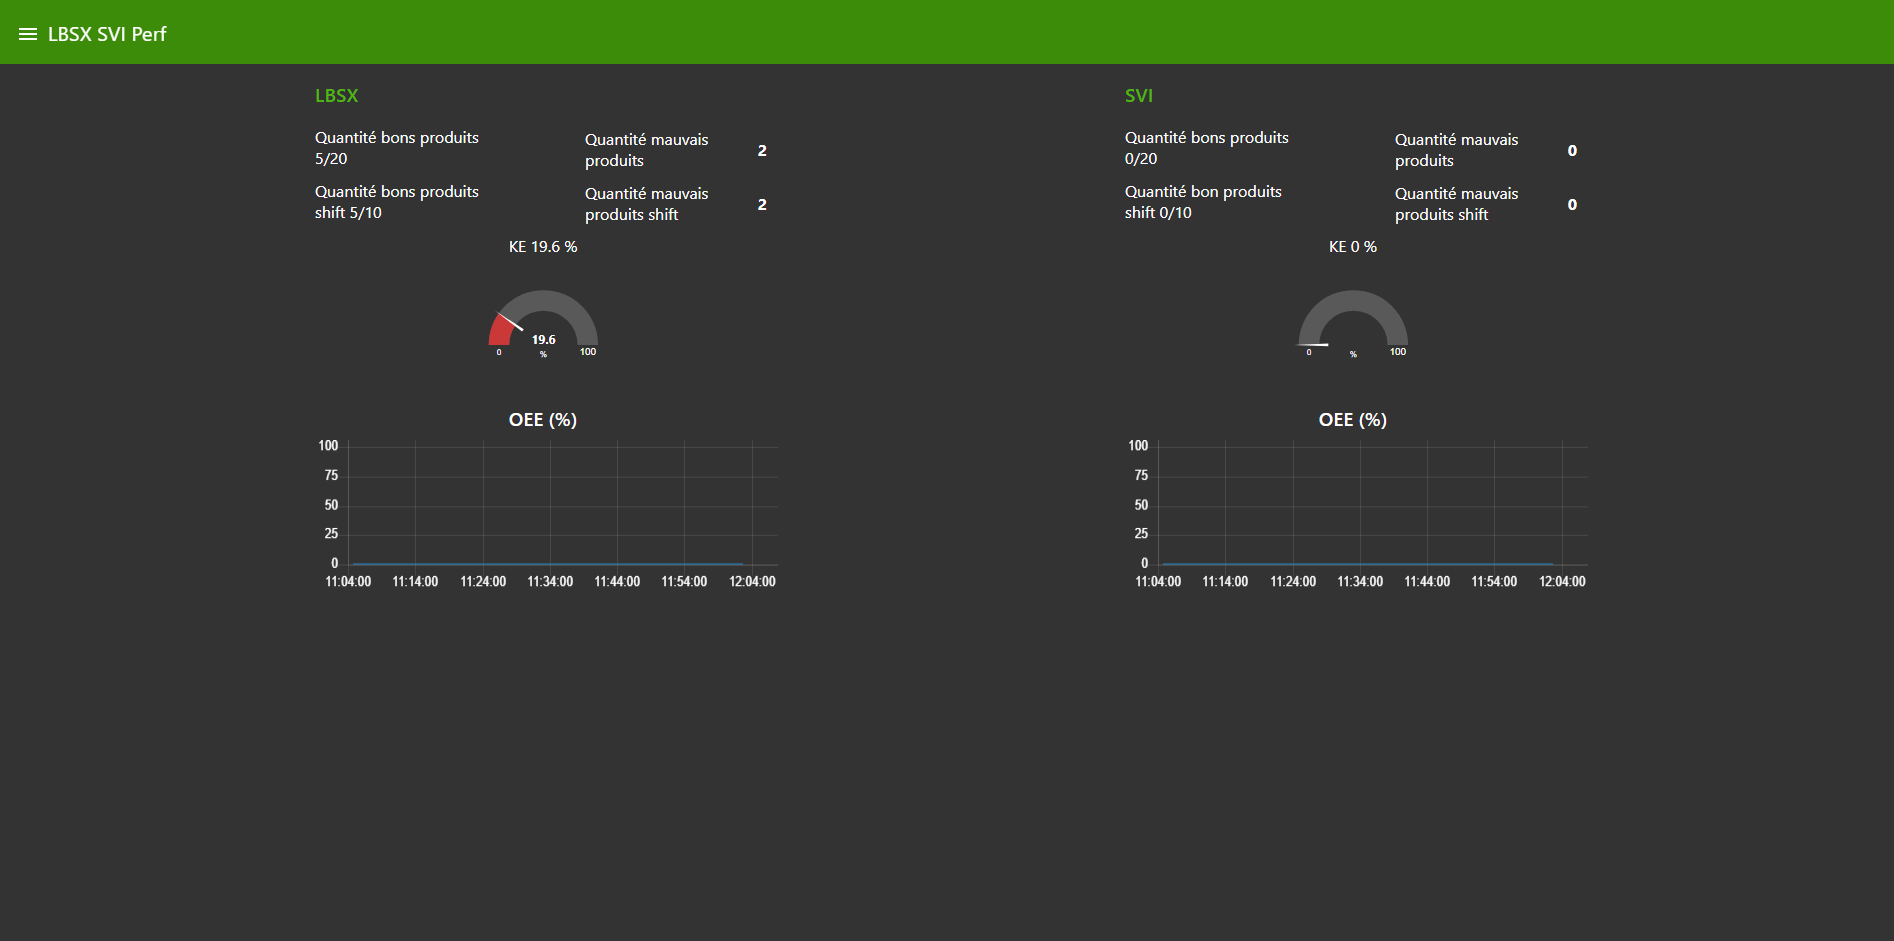 LBSX SVI Perf
LBSX
Quantité bons produits
5/20
Quantité mauvais
produits
2
Quantité bons produits
shift 5/10
Quantité mauvais
produits shift
2
KE 19.6 %
19.6
%
0
100
OEE (%)
100
75
50
25
0
11:04:00 11:14:00 11:24:00 11:34:00 11:44:00 11:54:00 12:04:00
SVI
Quantité bons produits
0/20
Quantité mauvais
produits
0
Quantité bon produits
shift 0/10
Quantité mauvais
produits shift
0
KE 0 %
0
%
100
OEE (%)
100
75
50
25
0
11:04:00 11:14:00 11:24:00 11:34:00 11:44:00 11:54:00 12:04:00